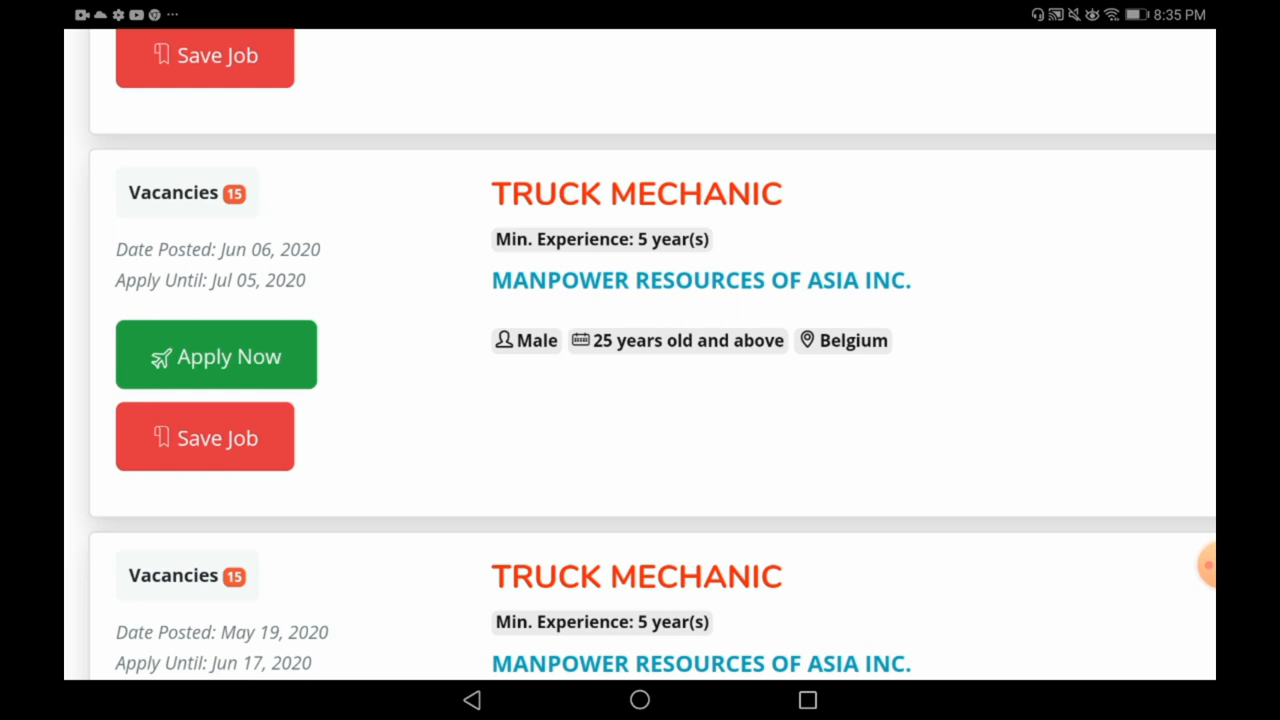 8:35 PM
Save Job
Vacancies 15
TRUCK MECHANIC
Min. Experience: 5 year(s)
Date Posted: Jun 06, 2020
Apply Until: Jul 05, 2020
MANPOWER RESOURCES OF ASIA INC.
Male 25 years old and above Belgium
Apply Now
Save Job
Vacancies 15
TRUCK MECHANIC
Min. Experience: 5 year(s)
Date Posted: May 19, 2020
Apply Until: Jun 17, 2020
MANPOWER RESOURCES OF ASIA INC.